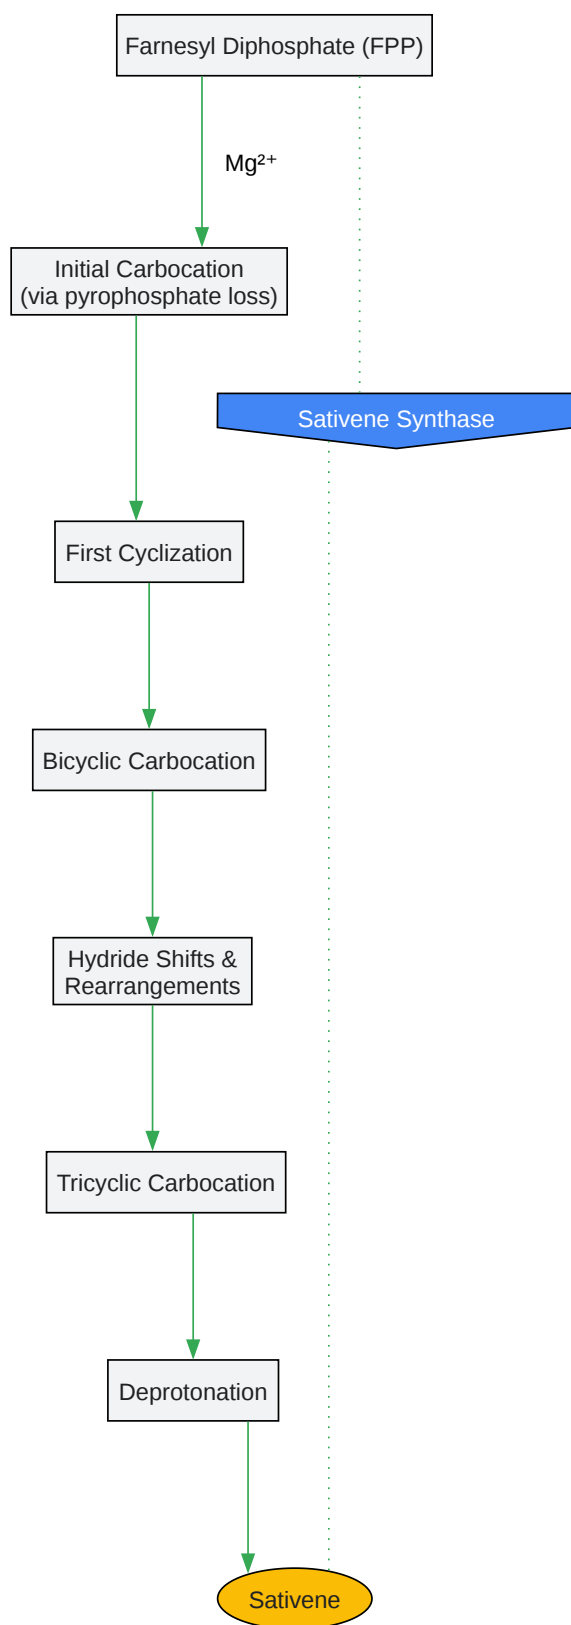 Farnesyl Diphosphate (FPP)
Mg²⁺
Initial Carbocation
(via pyrophosphate loss)
Sativene Synthase
First Cyclization
Bicyclic Carbocation
Hydride Shifts &
Rearrangements
Tricyclic Carbocation
Deprotonation
Sativene